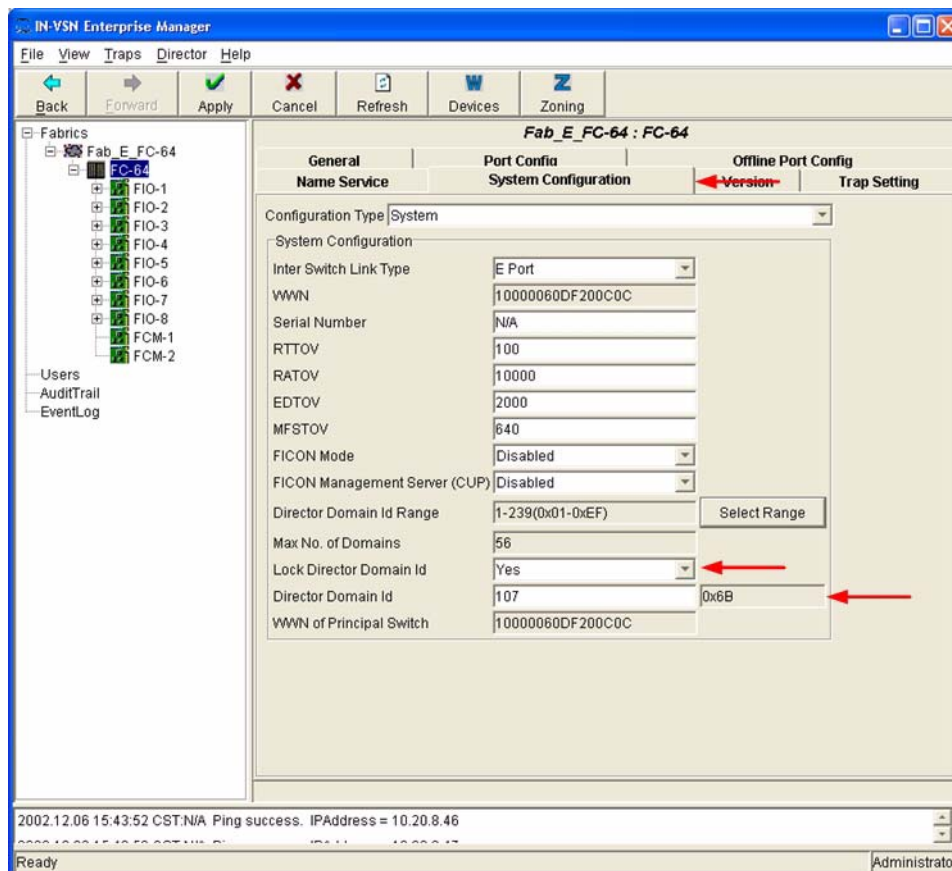 IN-VSN Enterprise Manager
File View Traps Director Help
Back Forward Apply Cancel Refresh Devices Zoning
Fabrics
Fab_E_FC-64
FC-64
FIO-1
FIO-2
FIO-3
FIO-4
FIO-5
FIO-6
FIO-7
FIO-8
FCM-1
FCM-2
Users
AuditTrail
EventLog
Fab_E_FC-64 : FC-64
General Port Config Offline Port Config
Name Service System Configuration Version Trap Setting
Configuration Type System
System Configuration
Inter Switch Link Type E Port
WWN 10000060DF200C0C
Serial Number N/A
RTTOV 100
RATOV 10000
EDTOV 2000
MFSTOV 640
FICON Mode Disabled
FICON Management Server (CUP) Disabled
Director Domain Id Range 1-239(0x01-0xEF) Select Range
Max No. of Domains 56
Lock Director Domain Id Yes
Director Domain Id 107 0x6B
WWN of Principal Switch 10000060DF200C0C
2002.12.06 15:43:52 CST:N/A Ping success. IPAddress = 10.20.8.46
Ready Administrato